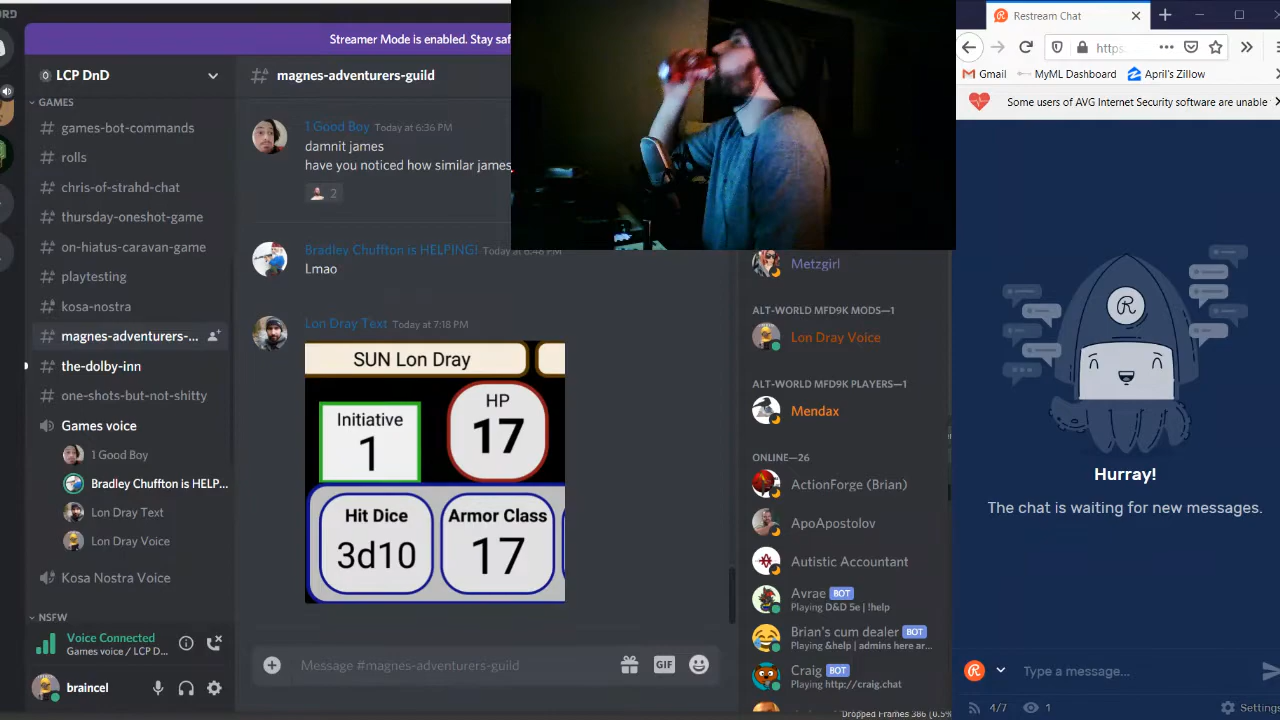 Streamer Mode is enabled. Stay saf
LCP DnD
GAMES
games-bot-commands
rolls
chris-of-strahd-chat
thursday-oneshot-game
on-hiatus-caravan-game
playtesting
kosa-nostra
magnes-adventurers-...
the-dolby-inn
one-shots-but-not-shitty
Games voice
1 Good Boy
Bradley Chuffton is HELP...
Lon Dray Text
Lon Dray Voice
Kosa Nostra Voice
NSFW
Voice Connected
Games voice / LCP D...
braincel
magnes-adventurers-guild
1 Good Boy Today at 6:36 PM
damnit james
have you noticed how similar james
2
Bradley Chuffton is HELPING! Today at 6:48 PM
Lmao
Lon Dray Text Today at 7:18 PM
SUN Lon Dray
Initiative
1
HP
17
Hit Dice
3d10
Armor Class
17
Message #magnes-adventurers-guild
GIF
Metzgirl
ALT-WORLD MFD9K MODS—1
Lon Dray Voice
ALT-WORLD MFD9K PLAYERS—1
Mendax
ONLINE—26
ActionForge (Brian)
ApoApostolov
Autistic Accountant
Avrae BOT
Playing D&D 5e | !help
Brian's cum dealer BOT
Playing &help | admins here ar...
Craig BOT
Playing http://craig.chat
Dropped Frames 386 (0.5%
Restream Chat
https:
Gmail
MyML Dashboard
April's Zillow
Some users of AVG Internet Security software are unable
Hurray!
The chat is waiting for new messages.
Type a message...
4/7
1
Settings